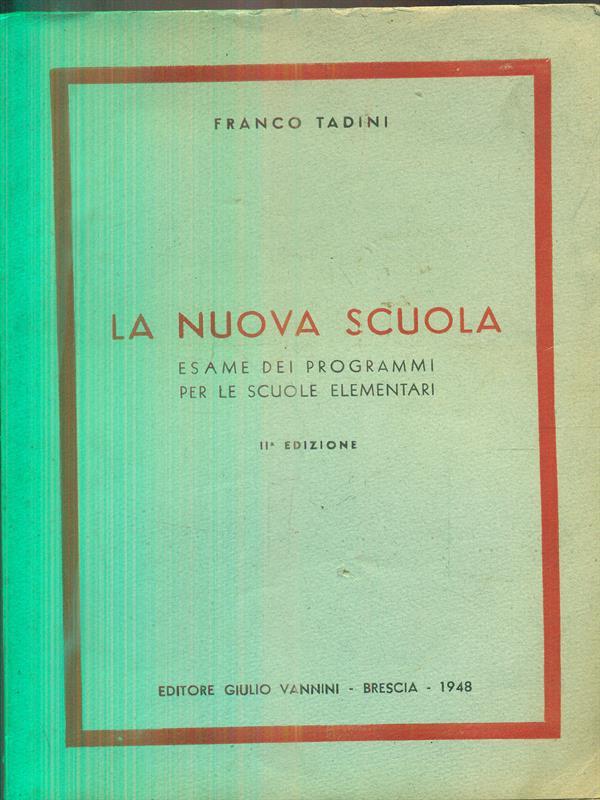 FRANCO TADINI
LA NUOVA SCUOLA
ESAME DEI PROGRAMMI
PER LE SCUOLE ELEMENTARI
IIª EDIZIONE
EDITORE GIULIO VANNINI - BRESCIA - 1948